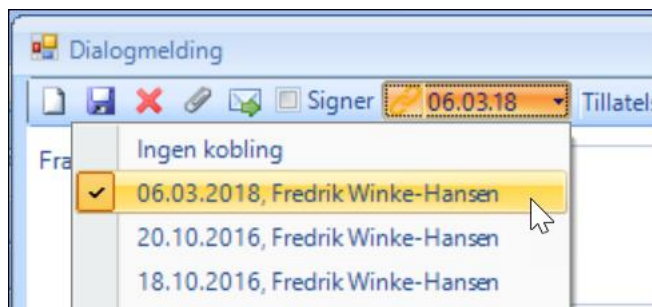 Dialogmelding
Signer 06.03.18 Tillatels
Fra
Ingen kobling
06.03.2018, Fredrik Winke-Hansen
20.10.2016, Fredrik Winke-Hansen
18.10.2016, Fredrik Winke-Hansen